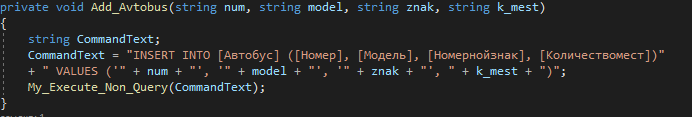 private void Add_Avtobus(string num, string model, string znak, string k_mest)
{
string CommandText;
CommandText = "INSERT INTO [Автобус] ([Номер], [Модель], [Номернойзнак], [Количествомест])"
+ " VALUES ('" + num + "', '" + model + "', '" + znak + "', " + k_mest + ")";
My_Execute_Non_Query(CommandText);
}